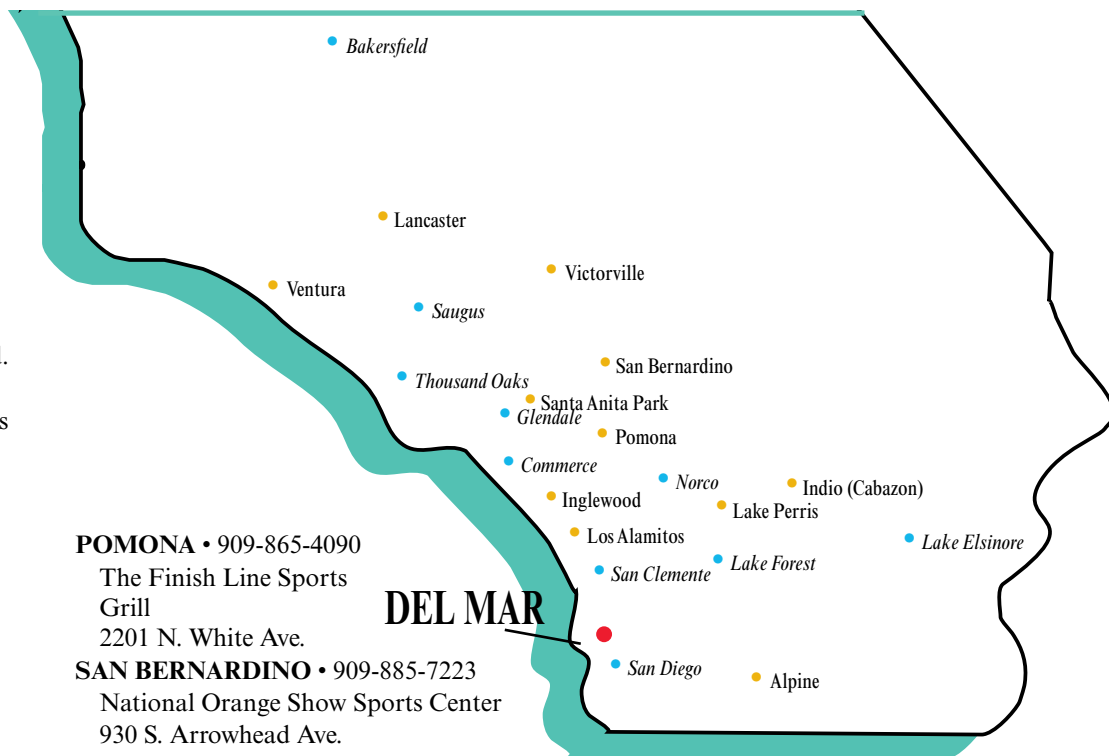 Bakersfield
Lancaster
Victorville
Ventura
Saugus
l.
San Bernardino
Thousand Oaks
Santa Anita Park
Glendale
s
Pomona
Commerce
Norco
Indio (Cabazon)
Inglewood
Lake Perris
Los Alamitos
Lake Elsinore
Lake Forest
San Clemente
DEL MAR
San Diego
Alpine
POMONA • 909-865-4090
The Finish Line Sports
Grill
2201 N. White Ave.
SAN BERNARDINO • 909-885-7223
National Orange Show Sports Center
930 S. Arrowhead Ave.